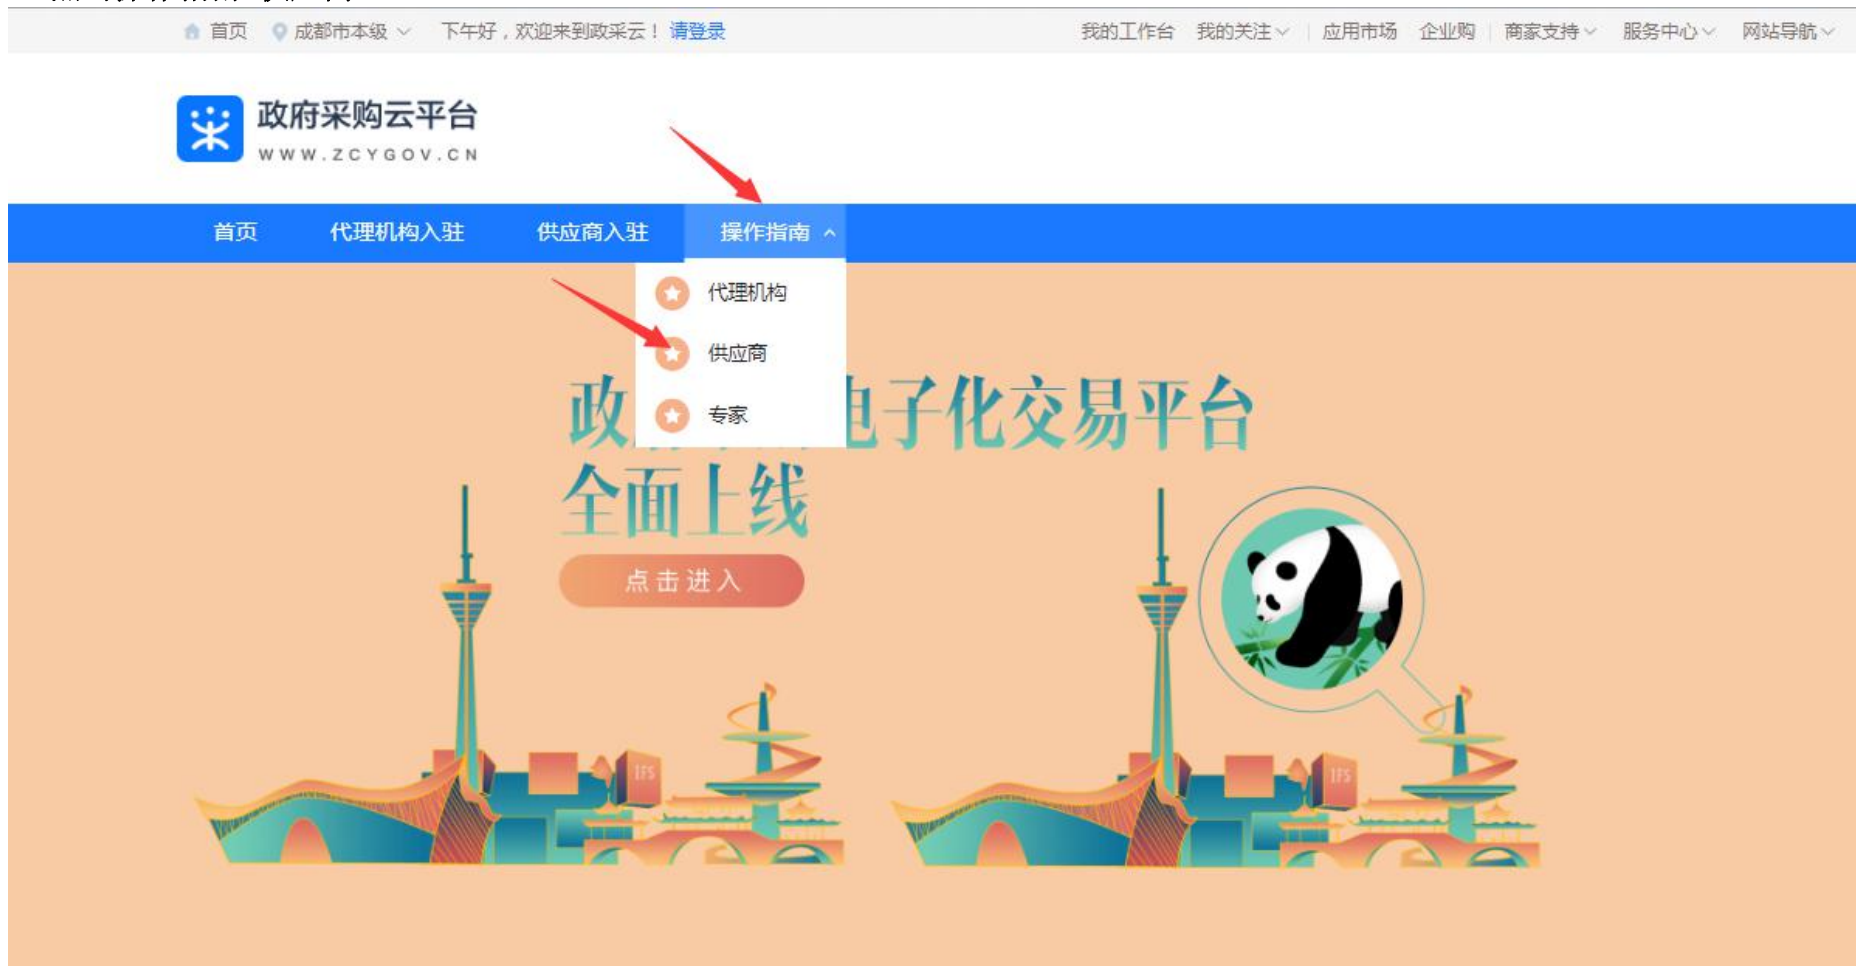 首页 成都市本级 下午好，欢迎来到政采云！请登录 我的工作台 我的关注 应用市场 企业购 商家支持 服务中心 网站导航
政府采购云平台
WWW.ZCYGOV.CN
首页 代理机构入驻 供应商入驻 操作指南
代理机构
供应商
专家
政 电子化交易平台
全面上线
点击进入
IFS
IFS